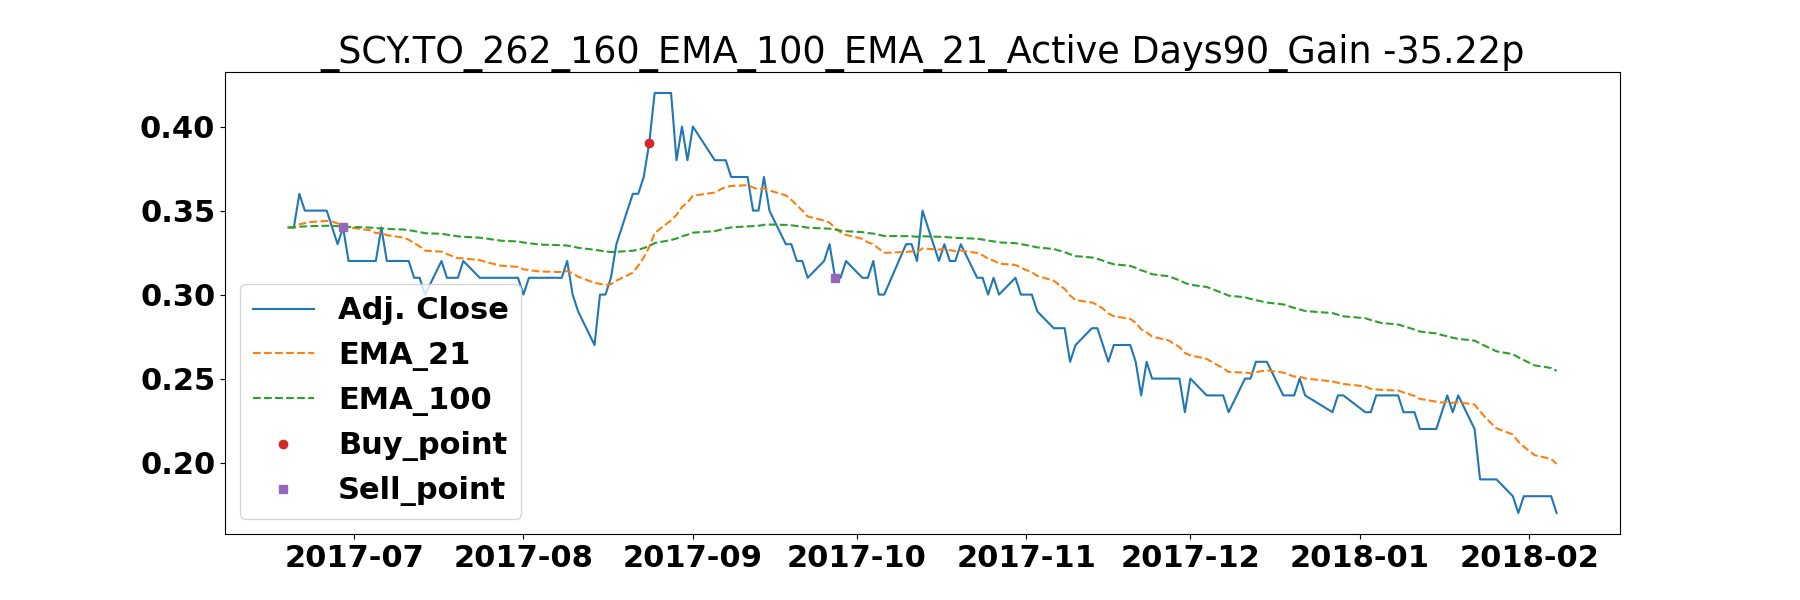 _SCY.TO_262_160_EMA_100_EMA_21_Active Days90_Gain -35.22p
0.40
0.35
0.30
0.25
0.20
Adj. Close
EMA_21
EMA_100
Buy_point
Sell_point
2017-07 2017-08 2017-09 2017-10 2017-11 2017-12 2018-01 2018-02